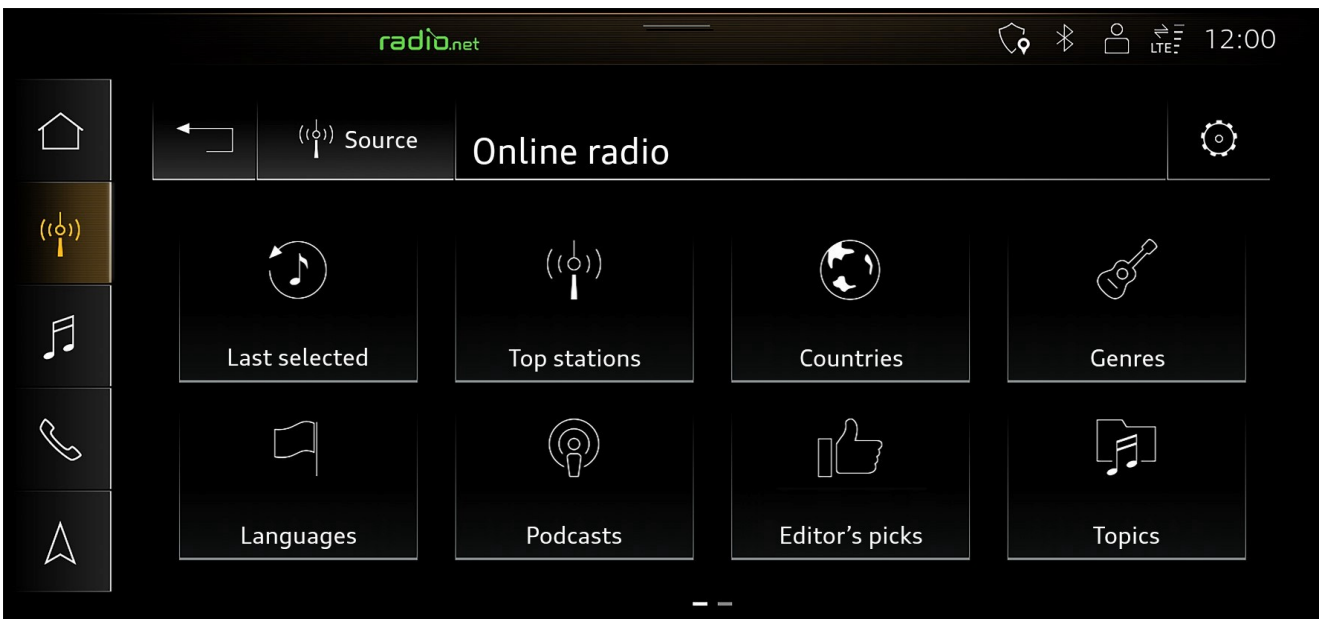 radio.net
LTE
12:00
Source
Online radio
Last selected
Top stations
Countries
Genres
Languages
Podcasts
Editor’s picks
Topics